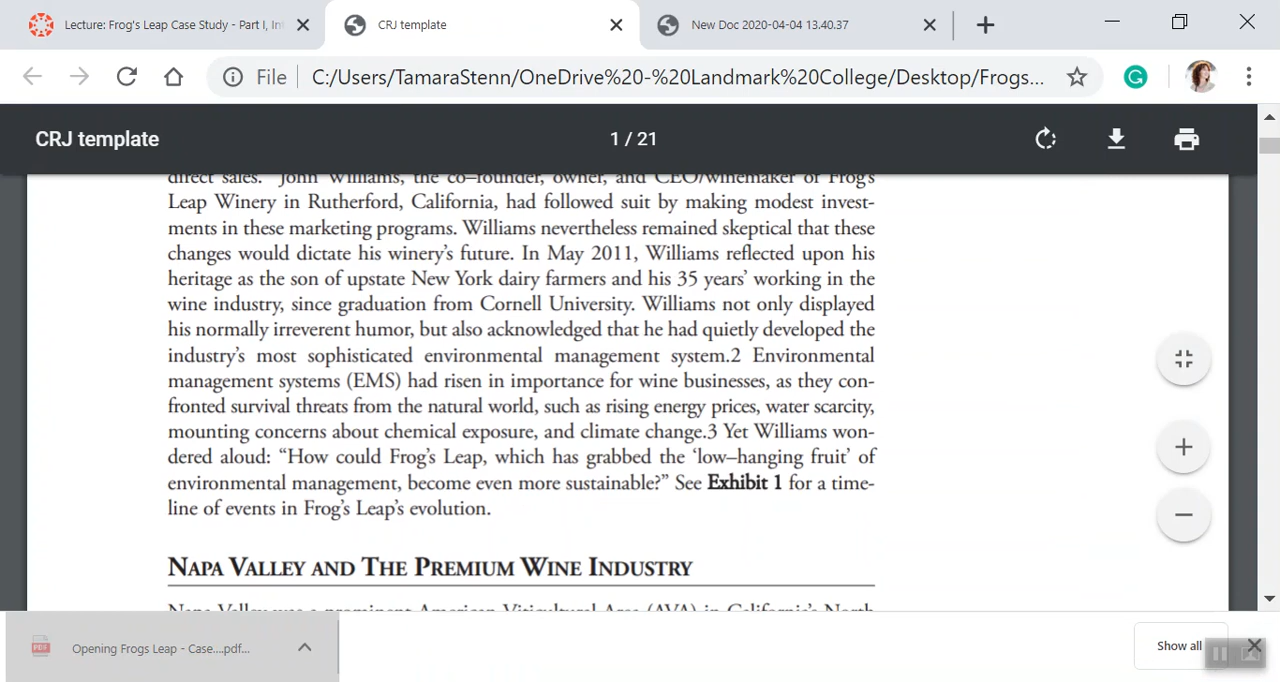 Lecture: Frog's Leap Case Study - Part I, In
CRJ template
New Doc 2020-04-04 13.40.37
File
C:/Users/TamaraStenn/OneDrive%20-%20Landmark%20College/Desktop/Frogs...
CRJ template
1 / 21
direct sales." John Williams, the co–founder, owner, and CEO/winemaker of Frog's
Leap Winery in Rutherford, California, had followed suit by making modest invest-
ments in these marketing programs. Williams nevertheless remained skeptical that these
changes would dictate his winery's future. In May 2011, Williams reflected upon his
heritage as the son of upstate New York dairy farmers and his 35 years' working in the
wine industry, since graduation from Cornell University. Williams not only displayed
his normally irreverent humor, but also acknowledged that he had quietly developed the
industry's most sophisticated environmental management system.2 Environmental
management systems (EMS) had risen in importance for wine businesses, as they con-
fronted survival threats from the natural world, such as rising energy prices, water scarcity,
mounting concerns about chemical exposure, and climate change.3 Yet Williams won-
dered aloud: "How could Frog's Leap, which has grabbed the 'low–hanging fruit' of
environmental management, become even more sustainable?" See Exhibit 1 for a time-
line of events in Frog's Leap's evolution.
Napa Valley and The Premium Wine Industry
Napa Valley was a prominent American Viticultural Area (AVA) in California's North
Opening Frogs Leap - Case....pdf...
Show all